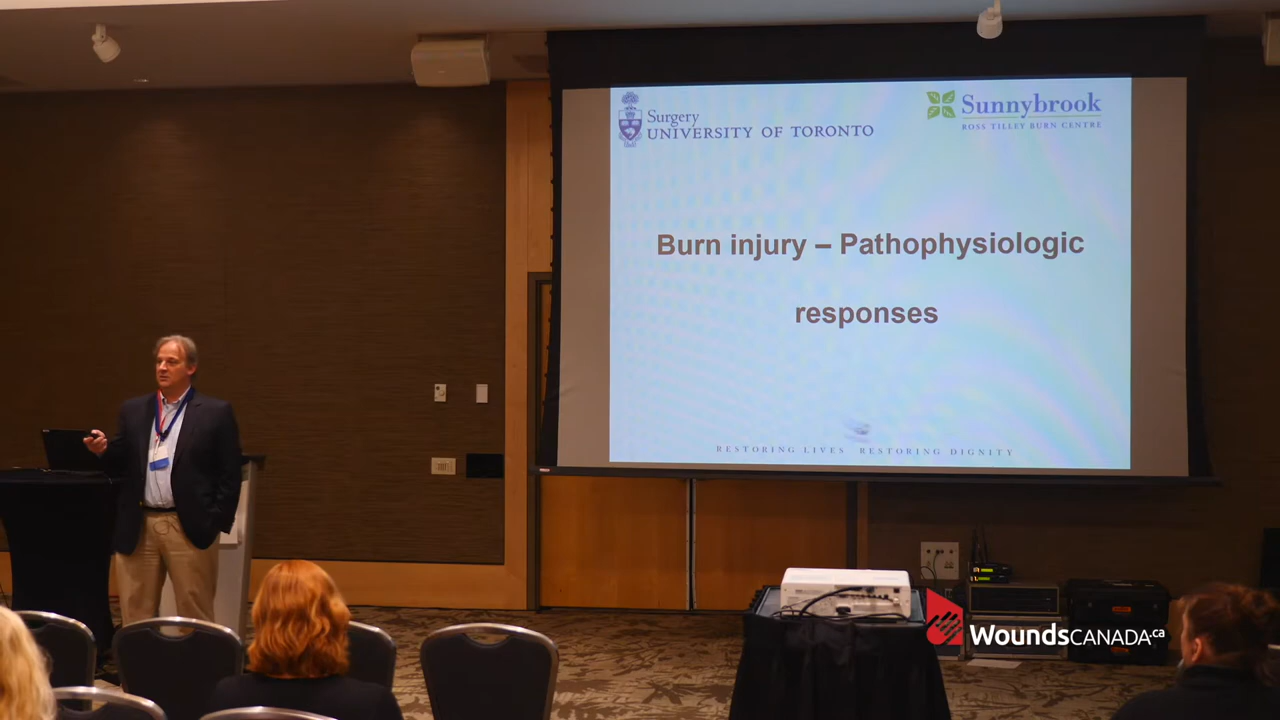 Surgery
UNIVERSITY OF TORONTO
Sunnybrook
ROSS TILLEY BURN CENTRE
Burn injury – Pathophysiologic
responses
RESTORING LIVES RESTORING DIGNITY
WoundsCANADA.ca